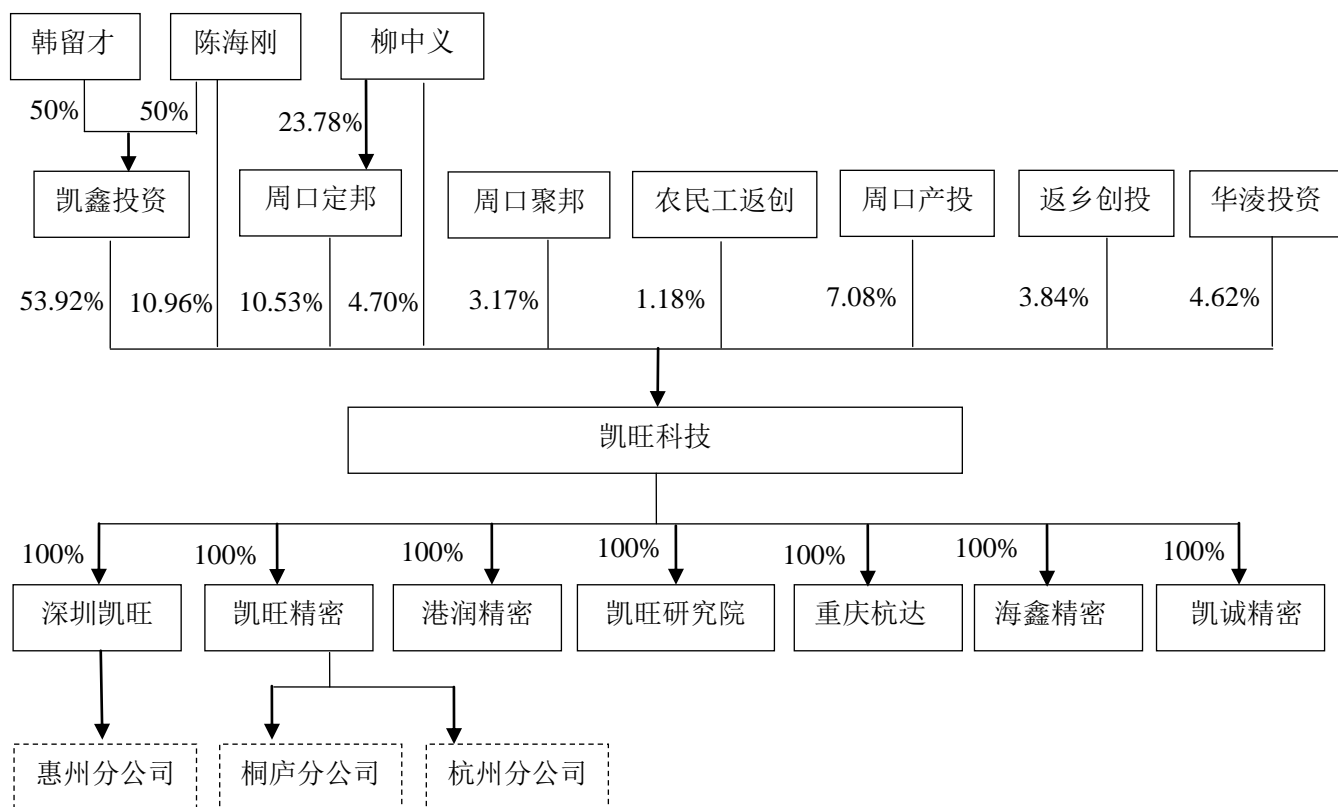 韩留才
陈海刚
柳中义
50%
50%
23.78%
凯鑫投资
周口定邦
周口聚邦
农民工返创
周口产投
返乡创投
华淩投资
53.92%
10.96%
10.53%
4.70%
3.17%
1.18%
7.08%
3.84%
4.62%
凯旺科技
100%
100%
100%
100%
100%
100%
100%
深圳凯旺
凯旺精密
港润精密
凯旺研究院
重庆杭达
海鑫精密
凯诚精密
惠州分公司
桐庐分公司
杭州分公司